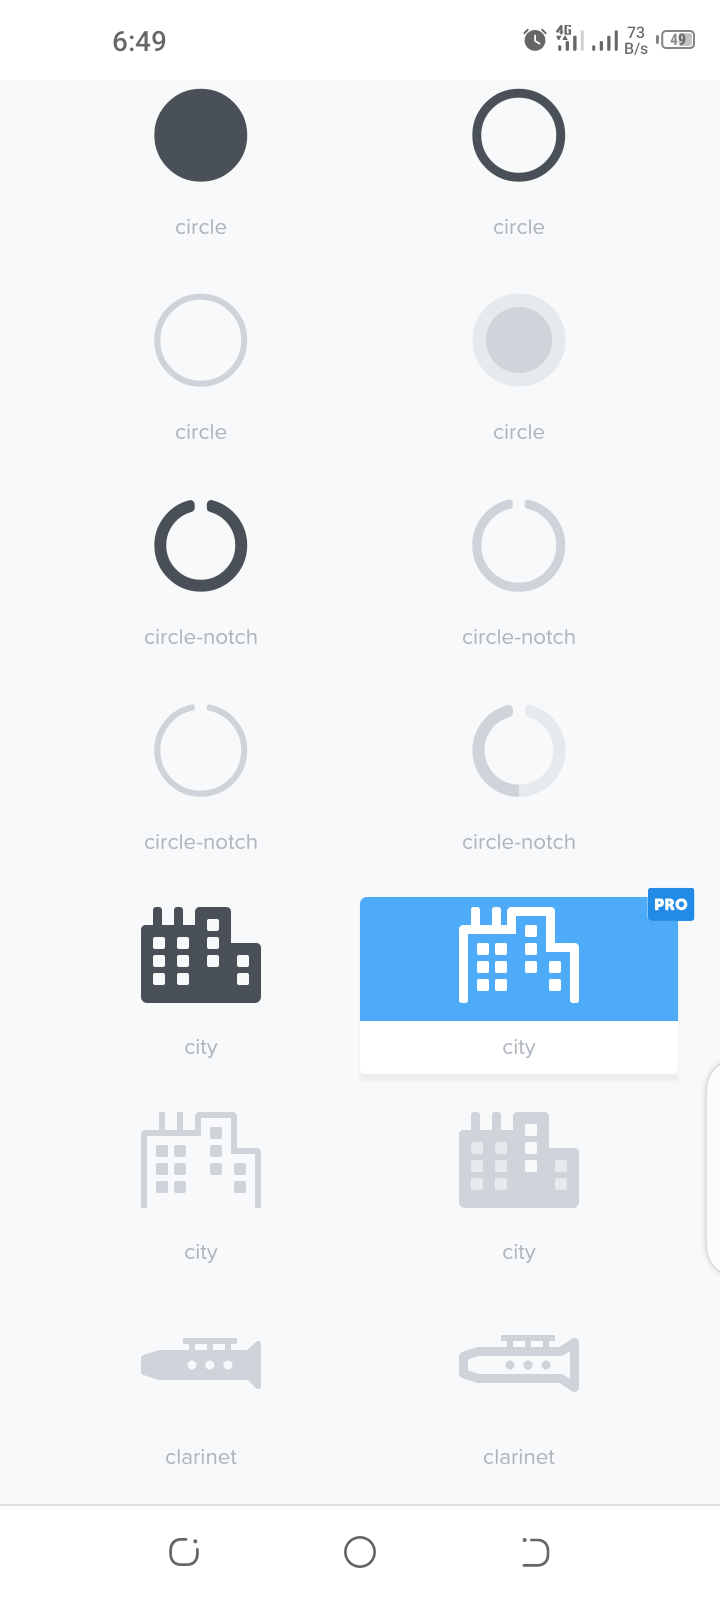 6:49
4G
73
B/s
49
circle
circle
circle
circle
circle-notch
circle-notch
circle-notch
circle-notch
PRO
city
city
city
city
clarinet
clarinet